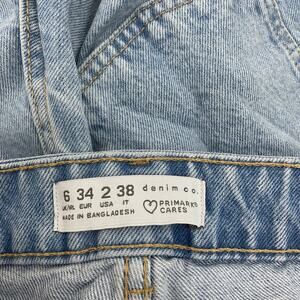 6 34 2 38 denim co.
UK/IRL EUR USA IT PRIMARK
MADE IN BANGLADESH CARES